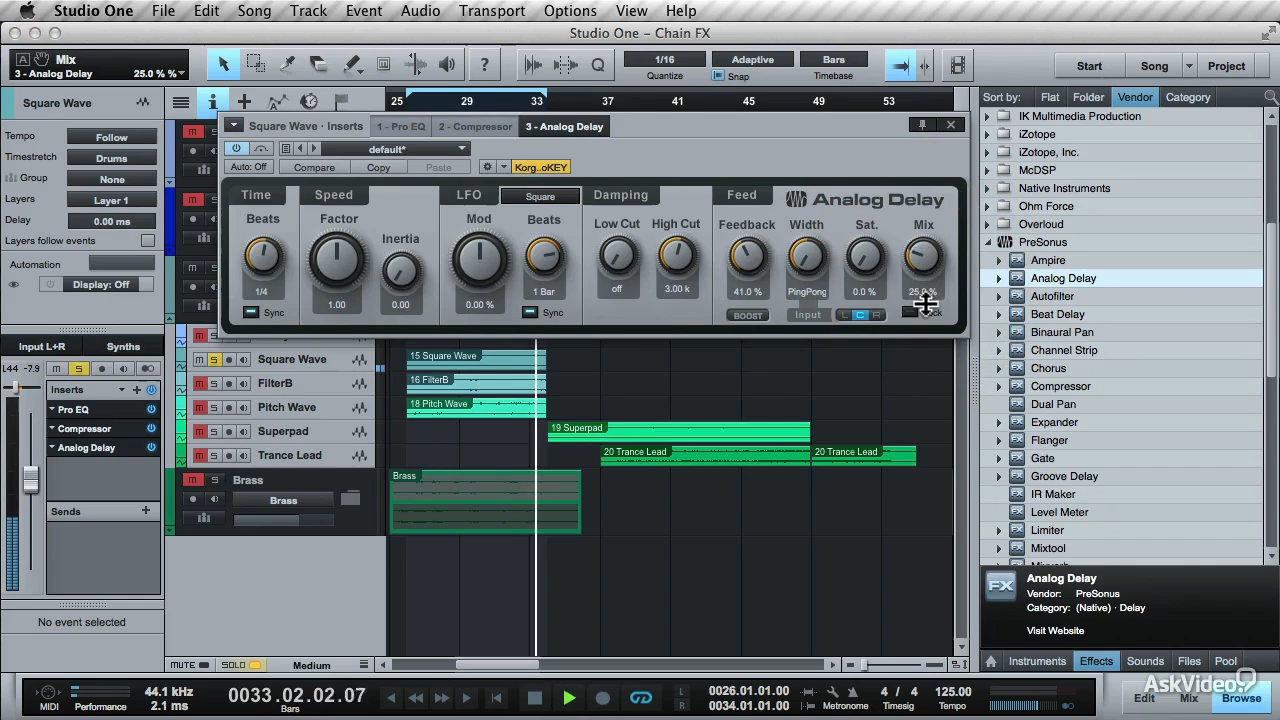 Studio One File Edit Song Track Event Audio Transport Options View Help
Studio One - Chain FX
A Mix
3 - Analog Delay 25.0 % %
?
1/16
Quantize
Adaptive
Snap
Bars
Timebase
Start Song Project
Square Wave
25 29 33 37 41 45 49 53
Sort by: Flat Folder Vendor Category
Tempo Follow
Timestretch Drums
Group None
Layers Layer 1
Delay 0.00 ms
Layers follow events
Automation
Display: Off
Square Wave - Inserts 1 - Pro EQ 2 - Compressor 3 - Analog Delay
default*
Auto: Off Compare Copy Paste Korg..oKEY
Time Speed LFO Square Damping Feed Analog Delay
Beats Factor Inertia Mod Beats Low Cut High Cut Feedback Width Sat. Mix
1/4 1.00 0.00 0.00 % 1 Bar off 3.00 k 41.0 % PingPong 0.0 %
Sync Sync BOOST Input L C R
IK Multimedia Production
iZotope
iZotope, Inc.
McDSP
Native Instruments
Ohm Force
Overloud
PreSonus
Ampire
Analog Delay
Autofilter
Beat Delay
Binaural Pan
Channel Strip
Chorus
Compressor
Dual Pan
Expander
Flanger
Gate
Groove Delay
IR Maker
Level Meter
Limiter
Mixtool
Input L+R Synths
L44 -7.9 M S
Inserts
Pro EQ
Compressor
Analog Delay
Sends
No event selected
M S Square Wave
M S FilterB
M S Pitch Wave
M S Superpad
M S Trance Lead
M S Brass
Brass
15 Square Wave
16 FilterB
18 Pitch Wave
19 Superpad
20 Trance Lead 20 Trance Lead
Brass
Analog Delay
Vendor: PreSonus
Category: (Native) · Delay
Visit Website
FX
MUTE SOLO Medium
Instruments Effects Sounds Files Pool
MIDI
Performance
44.1 kHz
2.1 ms
0033.02.02.07
Bars
L 0026.01.01.00
R 0034.01.01.00
Metronome
4 / 4
Time Sig
125.00
Tempo
Edit Mix Browse
AskVideo